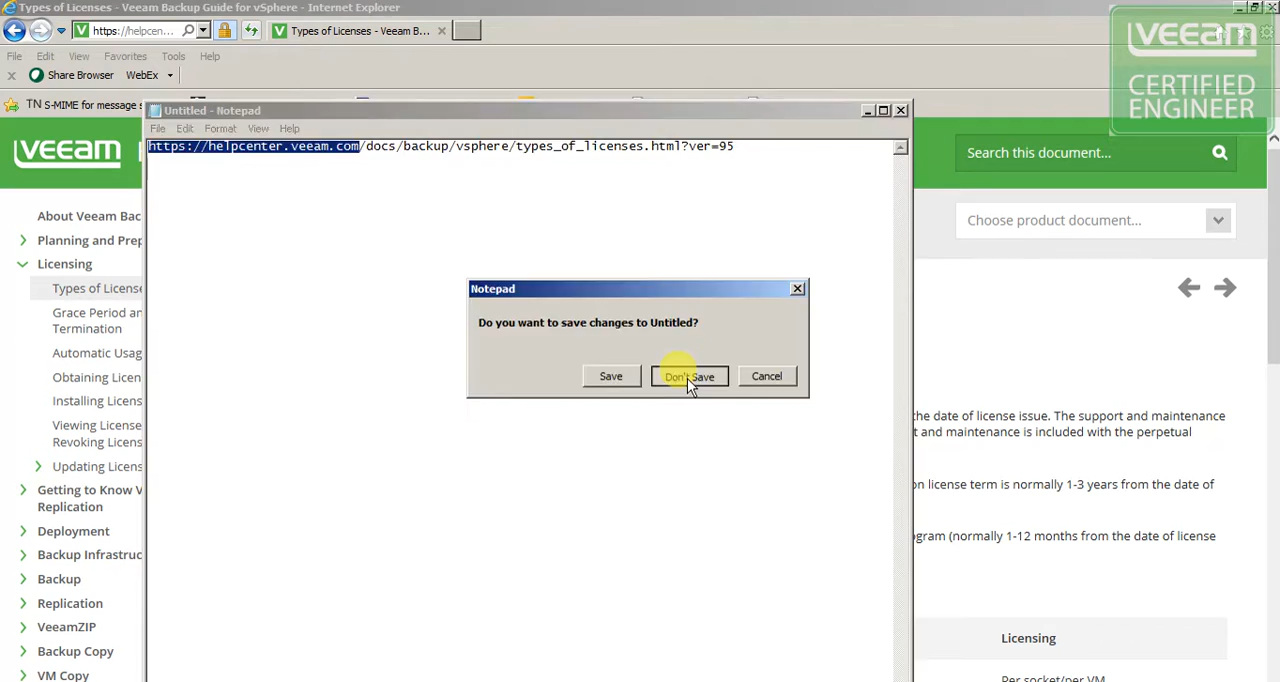 Types of Licenses - Veeam Backup Guide for vSphere - Internet Explorer
https://helpcen...
Types of Licenses - Veeam B...
File Edit View Favorites Tools Help
x Share Browser WebEx
TN S-MIME for message
veeam
CERTIFIED
ENGINEER
Untitled - Notepad
File Edit Format View Help
https://helpcenter.veeam.com/docs/backup/vsphere/types_of_licenses.html?ver=95
veeam
Search this document...
Choose product document...
About Veeam Bac
Planning and Prep
Licensing
Types of License
Grace Period an
Termination
Automatic Usag
Obtaining Licen
Installing Licens
Viewing License
Revoking Licens
Updating Licens
Getting to Know V
Replication
Deployment
Backup Infrastruc
Backup
Replication
VeeamZIP
Backup Copy
VM Copy
Notepad
Do you want to save changes to Untitled?
Save Don't Save Cancel
the date of license issue. The support and maintenance
t and maintenance is included with the perpetual
on license term is normally 1-3 years from the date of
ogram (normally 1-12 months from the date of license
Licensing
Per socket/per VM